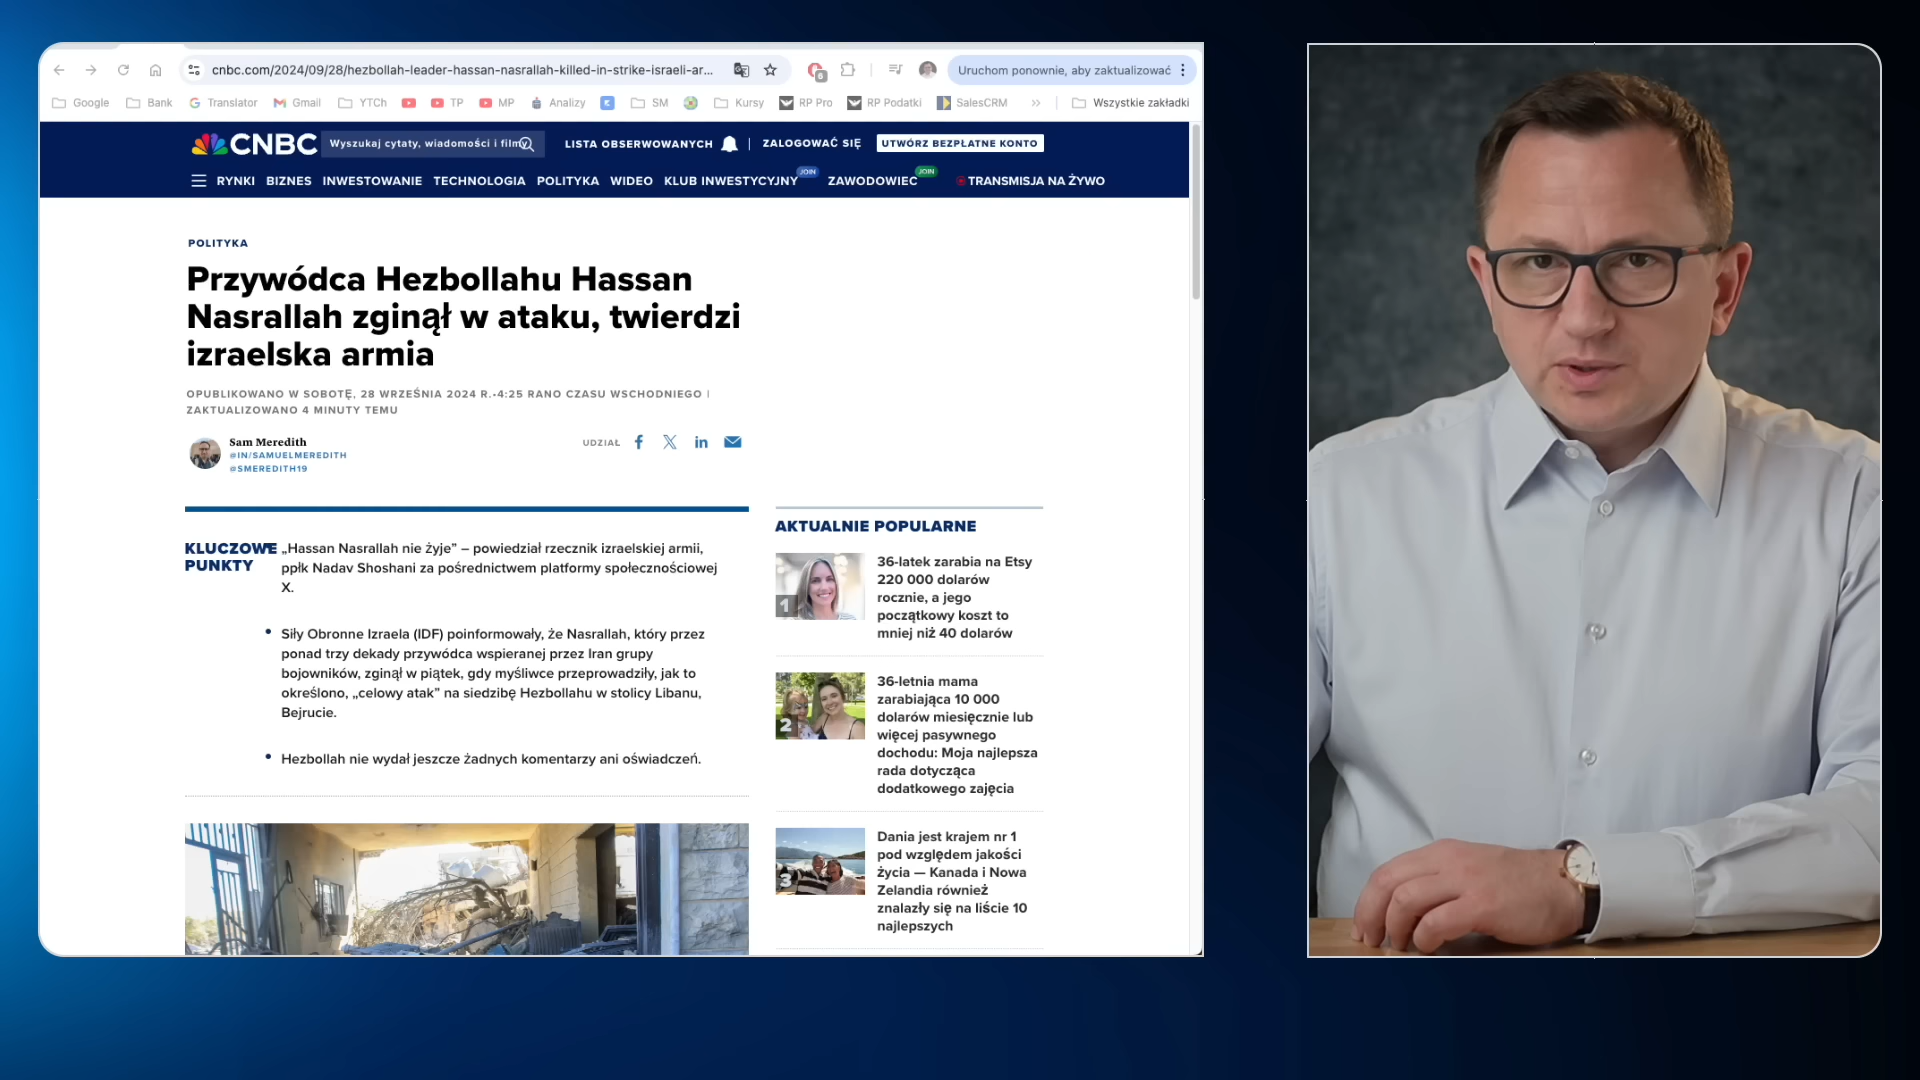 cnbc.com/2024/09/28/hezbollah-leader-hassan-nasrallah-killed-in-strike-israeli-ar...
6
Uruchom ponownie, aby zaktualizować
Google
Bank
Translator
Gmail
YTCh
TP
MP
Analizy
SM
Kursy
RP Pro
RP Podatki
SalesCRM
Wszystkie zakładki
CNBC
Wyszukaj cytaty, wiadomości i filmy
LISTA OBSERWOWANYCH
ZALOGOWAĆ SIĘ
UTWÓRZ BEZPŁATNE KONTO
RYNKI BIZNES INWESTOWANIE TECHNOLOGIA POLITYKA WIDEO KLUB INWESTYCYJNY JOIN ZAWODOWIEC JOIN TRANSMISJA NA ŻYWO
POLITYKA
Przywódca Hezbollahu Hassan
Nasrallah zginął w ataku, twierdzi
izraelska armia
OPUBLIKOWANO W SOBOTĘ, 28 WRZEŚNIA 2024 R.•4:25 RANO CZASU WSCHODNIEGO |
ZAKTUALIZOWANO 4 MINUTY TEMU
Sam Meredith
@IN/SAMUELMEREDITH
@SMEREDITH19
UDZIAŁ
KLUCZOWE
PUNKTY
„Hassan Nasrallah nie żyje” – powiedział rzecznik izraelskiej armii,
ppłk Nadav Shoshani za pośrednictwem platformy społecznościowej
X.
• Siły Obronne Izraela (IDF) poinformowały, że Nasrallah, który przez
ponad trzy dekady przywódca wspieranej przez Iran grupy
bojowników, zginął w piątek, gdy myśliwce przeprowadziły, jak to
określono, „celowy atak” na siedzibę Hezbollahu w stolicy Libanu,
Bejrucie.
• Hezbollah nie wydał jeszcze żadnych komentarzy ani oświadczeń.
AKTUALNIE POPULARNE
1
36-latek zarabia na Etsy
220 000 dolarów
rocznie, a jego
początkowy koszt to
mniej niż 40 dolarów
2
36-letnia mama
zarabiająca 10 000
dolarów miesięcznie lub
więcej pasywnego
dochodu: Moja najlepsza
rada dotycząca
dodatkowego zajęcia
3
Dania jest krajem nr 1
pod względem jakości
życia — Kanada i Nowa
Zelandia również
znalazły się na liście 10
najlepszych